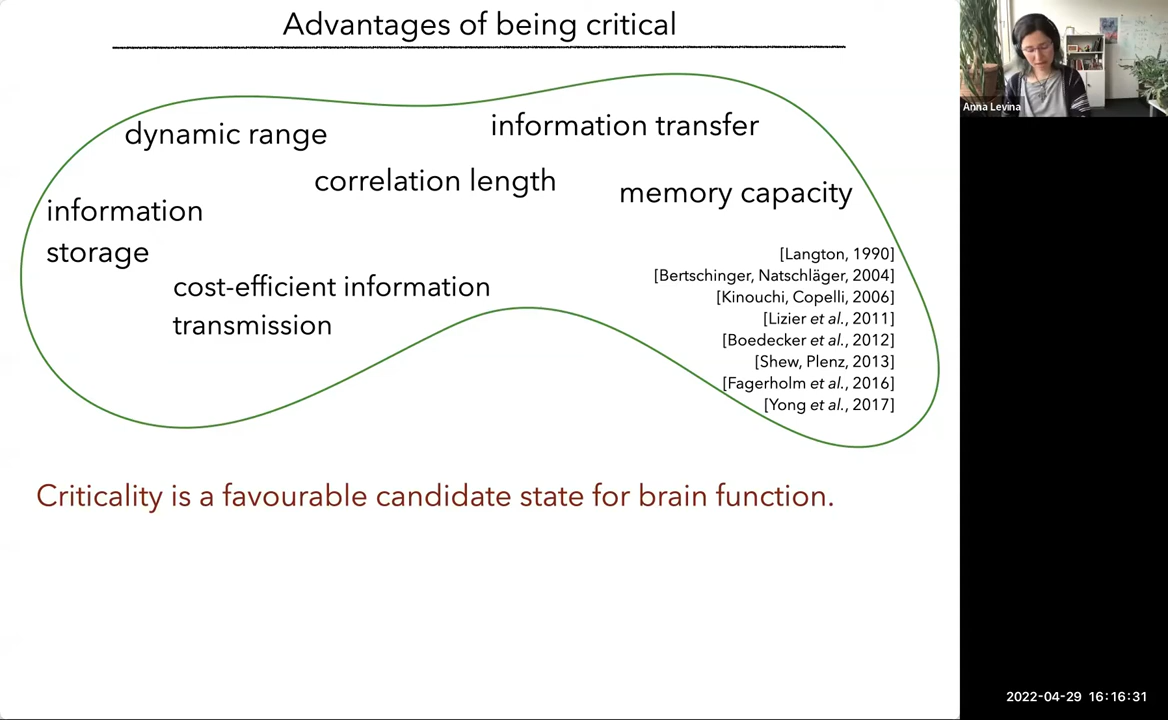 Advantages of being critical
dynamic range
information transfer
correlation length
memory capacity
information
storage
cost-efficient information
transmission
[Langton, 1990]
[Bertschinger, Natschläger, 2004]
[Kinouchi, Copelli, 2006]
[Lizier et al., 2011]
[Boedecker et al., 2012]
[Shew, Plenz, 2013]
[Fagerholm et al., 2016]
[Yong et al., 2017]
Criticality is a favourable candidate state for brain function.
Anna Levina
2022-04-29 16:16:31